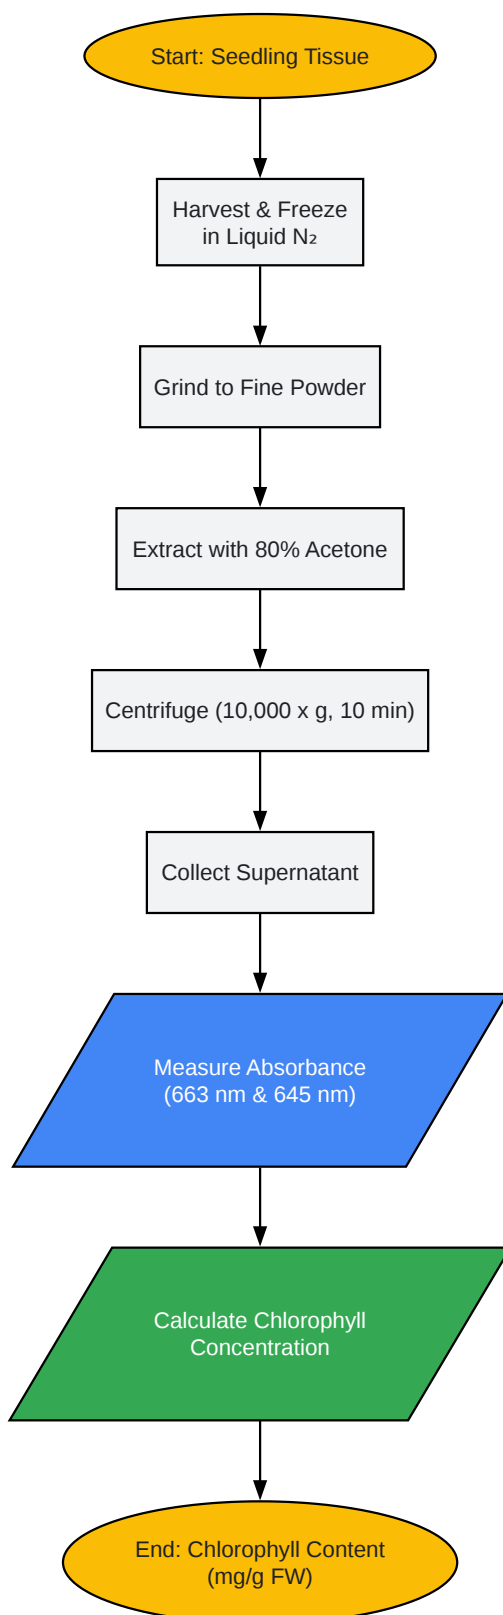 Start: Seedling Tissue
Harvest & Freeze
in Liquid N₂
Grind to Fine Powder
Extract with 80% Acetone
Centrifuge (10,000 x g, 10 min)
Collect Supernatant
Measure Absorbance
(663 nm & 645 nm)
Calculate Chlorophyll
Concentration
End: Chlorophyll Content
(mg/g FW)